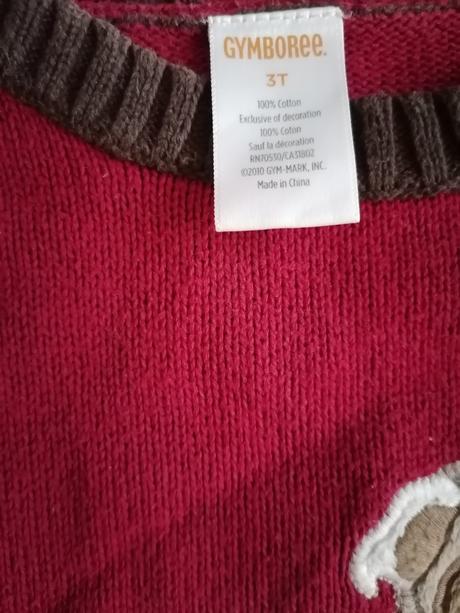 GYMBOREE.
3T
100% Cotton
Exclusive of decoration
100% Coton
Sauf la décoration
RN70530/CA31802
©2010 GYM-MARK, INC.
Made in China